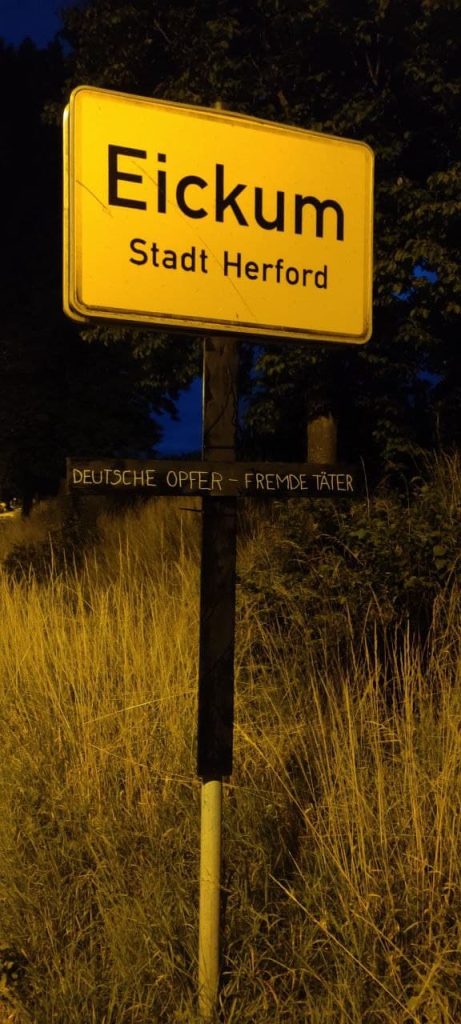 Eickum
Stadt Herford
DEUTSCHE OPFER – FREMDE TÄTER